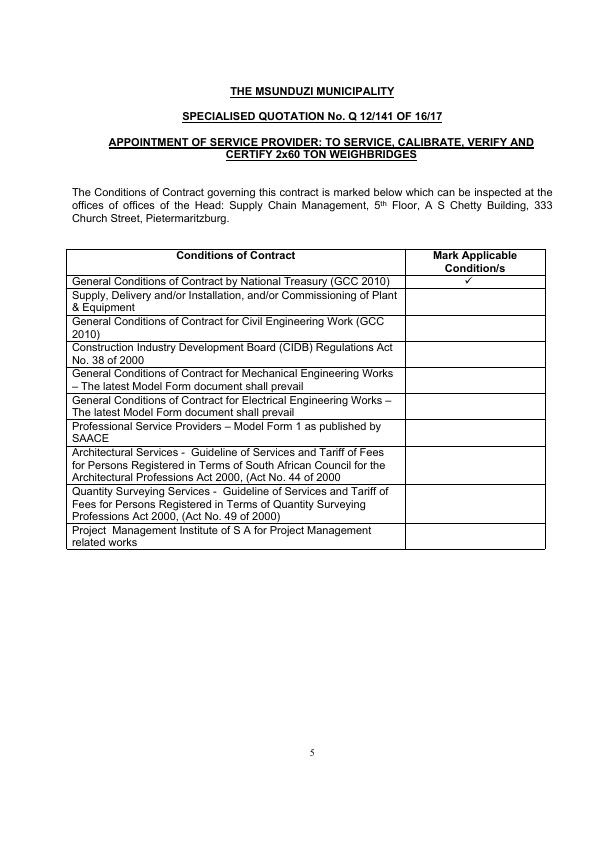 THE MSUNDUZI MUNICIPALITY
SPECIALISED QUOTATION No. Q 12/141 OF 16/17
APPOINTMENT OF SERVICE PROVIDER: TO SERVICE, CALIBRATE, VERIFY AND
CERTIFY 2x60 TON WEIGHBRIDGES
The Conditions of Contract governing this contract is marked below which can be inspected at the
offices of offices of the Head: Supply Chain Management, 5th Floor, A S Chetty Building, 333
Church Street, Pietermaritzburg.
Conditions of Contract
Mark Applicable
Condition/s
General Conditions of Contract by National Treasury (GCC 2010)
✓
Supply, Delivery and/or Installation, and/or Commissioning of Plant
& Equipment
General Conditions of Contract for Civil Engineering Work (GCC
2010)
Construction Industry Development Board (CIDB) Regulations Act
No. 38 of 2000
General Conditions of Contract for Mechanical Engineering Works
– The latest Model Form document shall prevail
General Conditions of Contract for Electrical Engineering Works –
The latest Model Form document shall prevail
Professional Service Providers – Model Form 1 as published by
SAACE
Architectural Services - Guideline of Services and Tariff of Fees
for Persons Registered in Terms of South African Council for the
Architectural Professions Act 2000, (Act No. 44 of 2000
Quantity Surveying Services - Guideline of Services and Tariff of
Fees for Persons Registered in Terms of Quantity Surveying
Professions Act 2000, (Act No. 49 of 2000)
Project Management Institute of S A for Project Management
related works
5